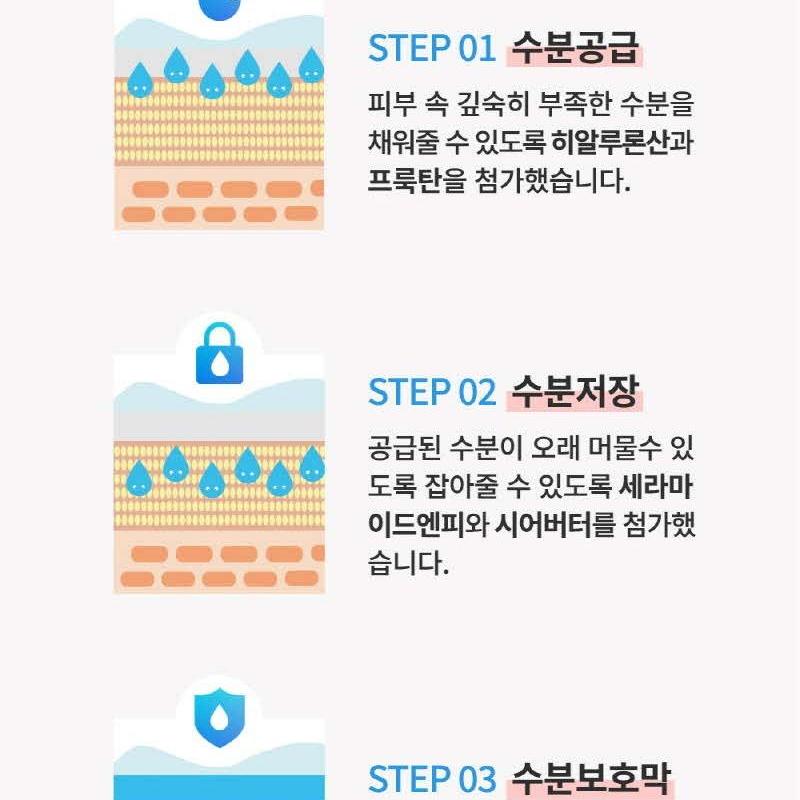 STEP 01 수분공급
피부 속 깊숙히 부족한 수분을
채워줄 수 있도록 히알루론산과
프룩탄을 첨가했습니다.
STEP 02 수분저장
공급된 수분이 오래 머물수 있
도록 잡아줄 수 있도록 세라마
이드엔피와 시어버터를 첨가했
습니다.
STEP 03 수분보호막